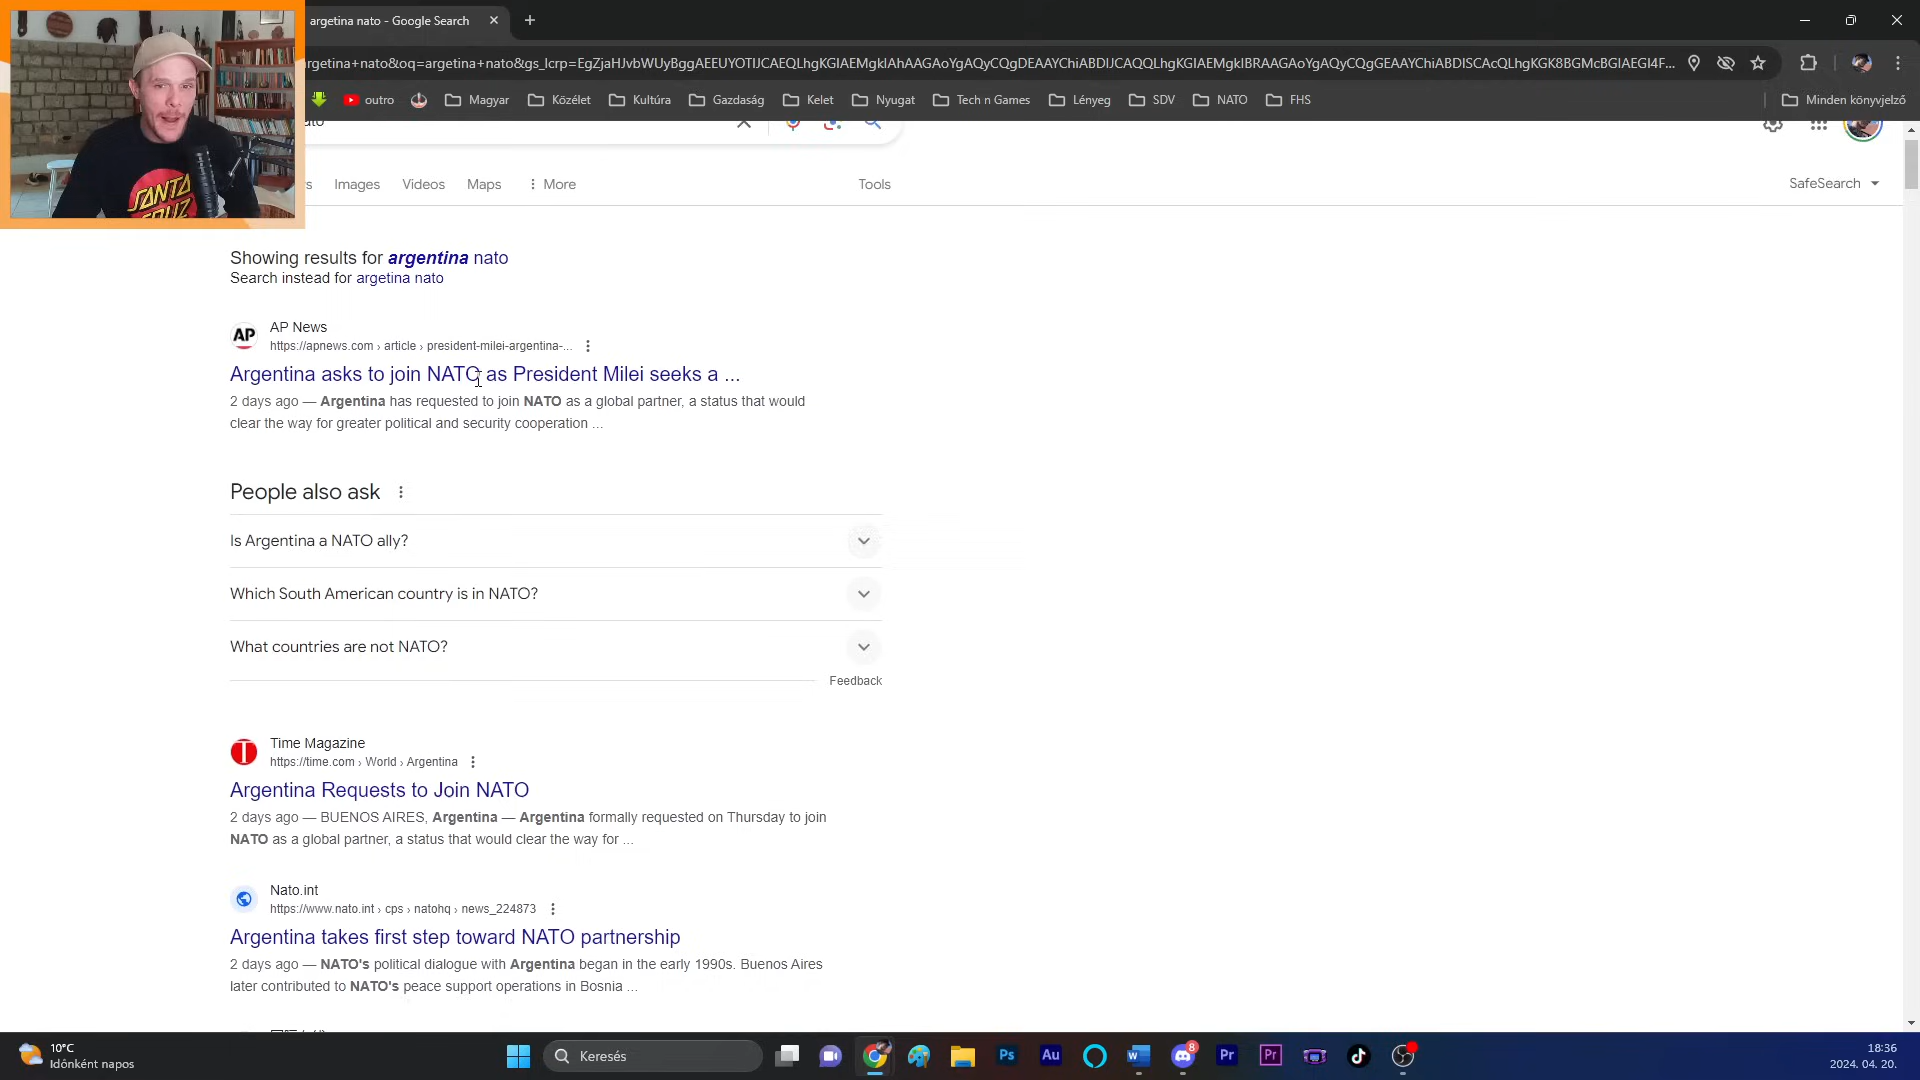 argetina nato - Google Search
rgetina+nato&oq=argetina+nato&gs_lcrp=EgZjaHJvbWUyBggAEEUYOTIJCAEQLhgKGIAEMgkIAhAAGAoYgAQyCQgDEAAYChiABDIJCAQQLhgKGIAEMgkIBRAAGAoYgAQyCQgGEAAYChiABDISCAcQLhgKGK8BGMcBGIAEGI4F...
outro
Magyar
Közélet
Kultúra
Gazdaság
Kelet
Nyugat
Tech n Games
Lényeg
SDV
NATO
FHS
Minden könyvjelző
SANTA
CRUZ
Images
Videos
Maps
More
Tools
SafeSearch
Showing results for argentina nato
Search instead for argetina nato
AP
AP News
https://apnews.com › article › president-milei-argentina-...
Argentina asks to join NATO as President Milei seeks a ...
2 days ago — Argentina has requested to join NATO as a global partner, a status that would
clear the way for greater political and security cooperation ...
People also ask
Is Argentina a NATO ally?
Which South American country is in NATO?
What countries are not NATO?
Feedback
Time Magazine
https://time.com › World › Argentina
Argentina Requests to Join NATO
2 days ago — BUENOS AIRES, Argentina — Argentina formally requested on Thursday to join
NATO as a global partner, a status that would clear the way for ...
Nato.int
https://www.nato.int › cps › natohq › news_224873
Argentina takes first step toward NATO partnership
2 days ago — NATO's political dialogue with Argentina began in the early 1990s. Buenos Aires
later contributed to NATO's peace support operations in Bosnia ...
10°C
Időnként napos
Keresés
Ps
Au
W
8
Pr
Pr
18:36
2024. 04. 20.